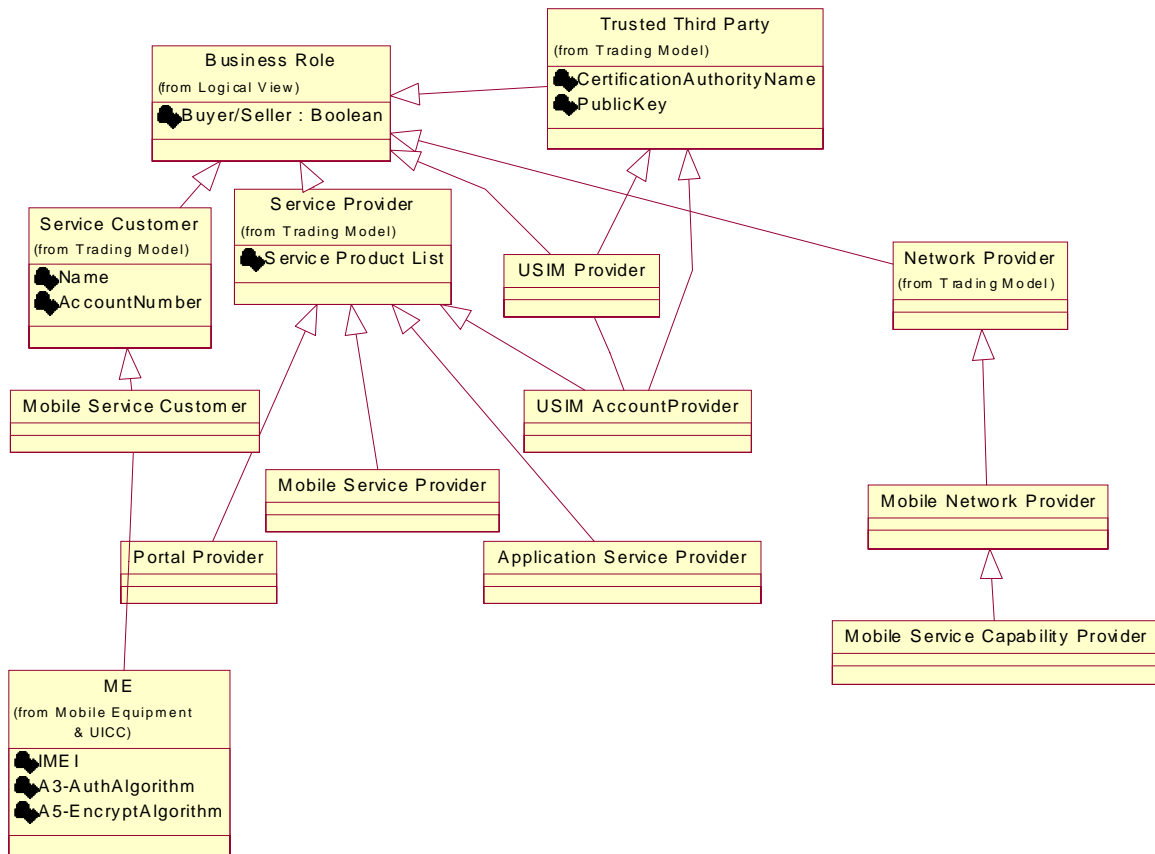 Trusted Third Party
(from Trading Model)
CertificationAuthorityName
PublicKey
Business Role
(from Logical View)
Buyer/Seller : Boolean
Service Customer
(from Trading Model)
Name
AccountNumber
Service Provider
(from Trading Model)
Service Product List
USIM Provider
Network Provider
(from Trading Model)
Mobile Service Customer
USIM AccountProvider
Mobile Service Provider
Mobile Network Provider
Portal Provider
Application Service Provider
Mobile Service Capability Provider
ME
(from Mobile Equipment
& UICC)
IMEI
A3-AuthAlgorithm
A5-EncryptAlgorithm